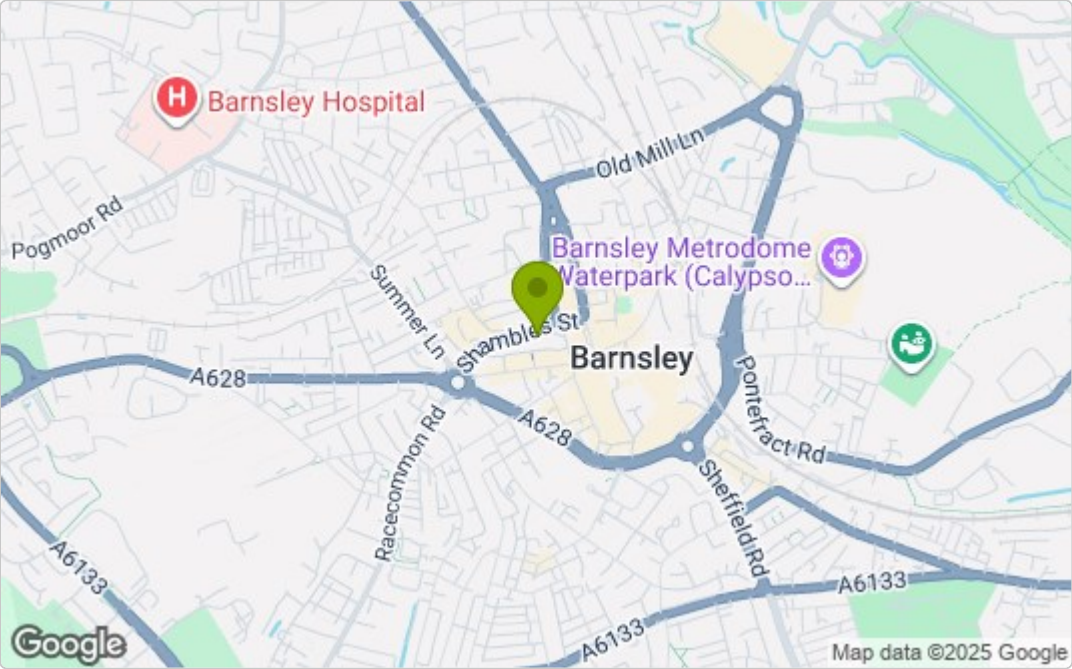 H
Barnsley Hospital
Old Mill Ln
Pogmoor Rd
Barnsley Metrodome
Waterpark (Calypso...
Summer Ln
Shambles St
Barnsley
A628
Pontefract Rd
A628
Racecommon Rd
Sheffield Rd
A6133
A6133
A6133
Google
Map data ©2025 Google